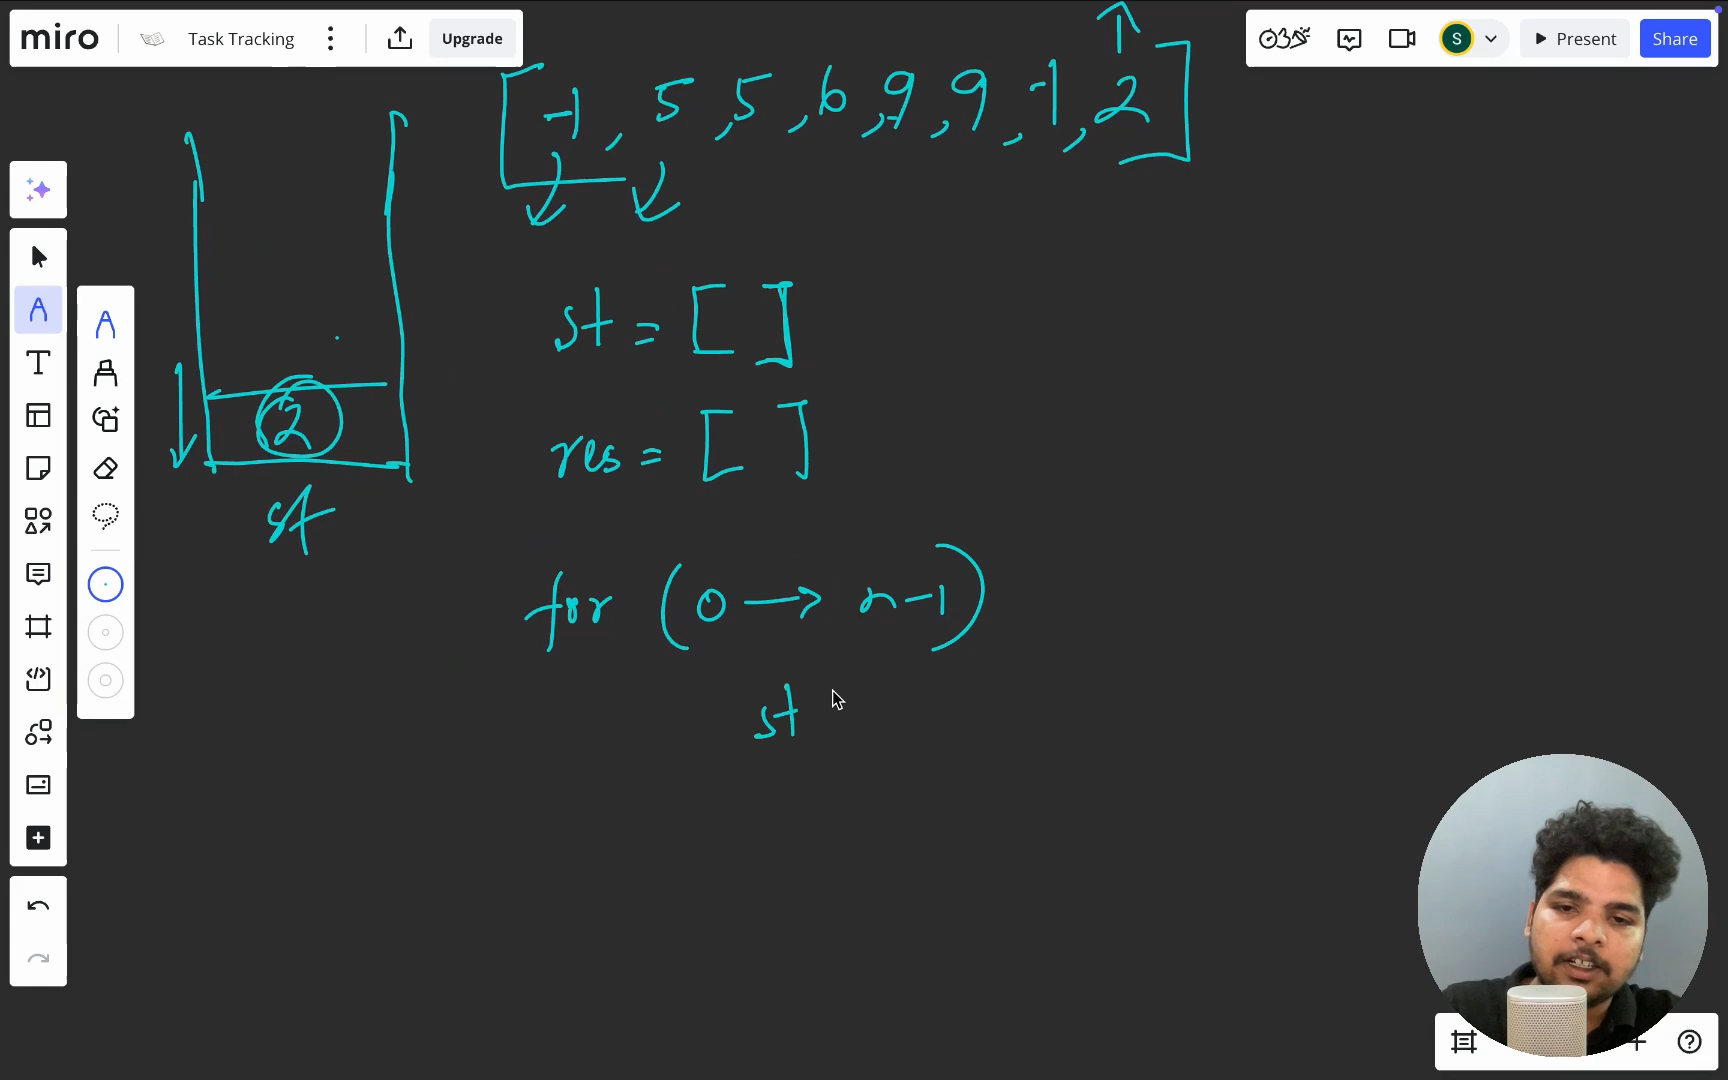 miro Task Tracking Upgrade S Present Share
[-1, 5, 5, 6, 9, 9, -1, 2]
st = [ ]
res = [ ]
2
st
for (0 → n-1)
st